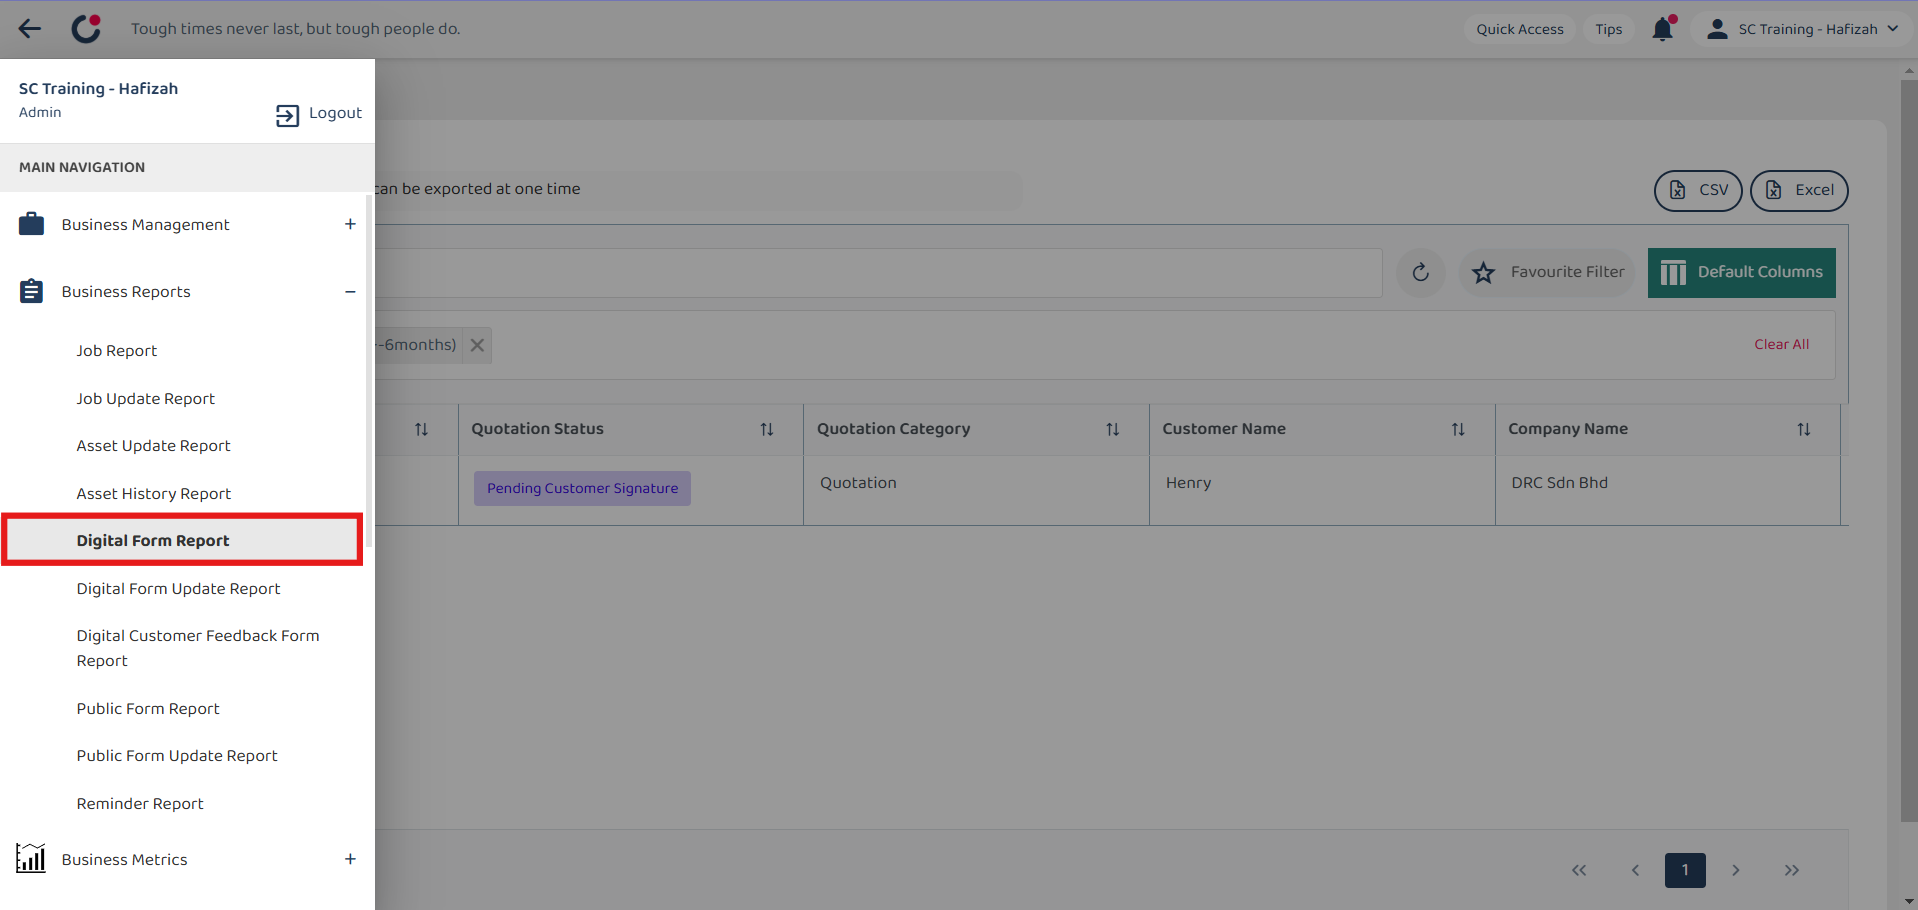 Tough times never last, but tough people do.
Quick Access
Tips
SC Training - Hafizah
SC Training - Hafizah
Admin
Logout
MAIN NAVIGATION
Business Management
Business Reports
Job Report
Job Update Report
Asset Update Report
Asset History Report
Digital Form Report
Digital Form Update Report
Digital Customer Feedback Form
Report
Public Form Report
Public Form Update Report
Reminder Report
Business Metrics
can be exported at one time
CSV
Excel
Favourite Filter
Default Columns
-6months)
Clear All
Quotation Status
Quotation Category
Customer Name
Company Name
Pending Customer Signature
Quotation
Henry
DRC Sdn Bhd
1